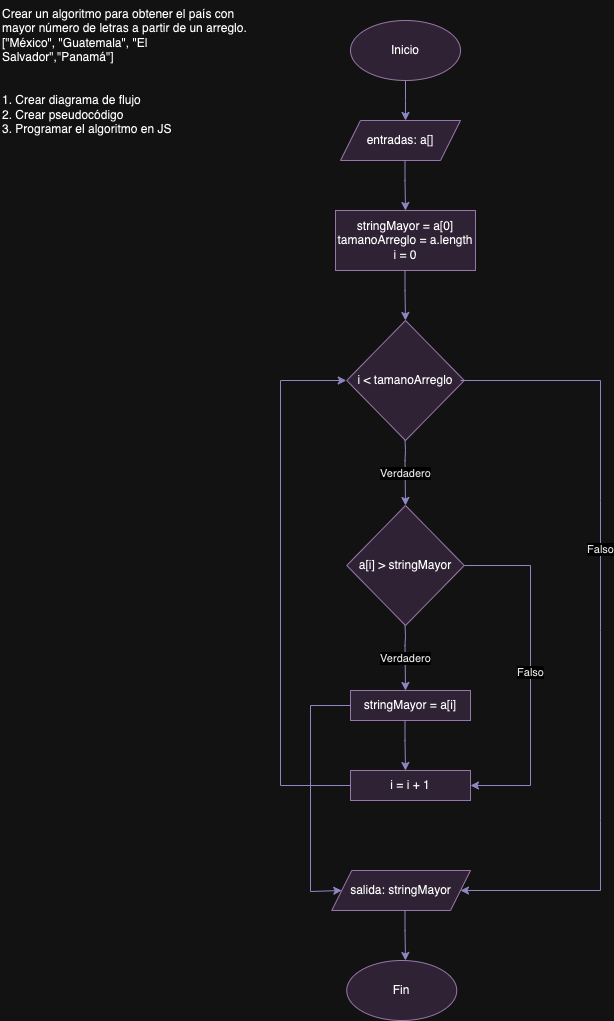 Crear un algoritmo para obtener el país con
mayor número de letras a partir de un arreglo.
["México", "Guatemala", "El
Salvador","Panamá"]
1. Crear diagrama de flujo
2. Crear pseudocódigo
3. Programar el algoritmo en JS
Inicio
entradas: a[]
stringMayor = a[0]
tamanoArreglo = a.length
i = 0
i < tamanoArreglo
Verdadero
Falso
a[i] > stringMayor
Verdadero
Falso
stringMayor = a[i]
i = i + 1
salida: stringMayor
Fin